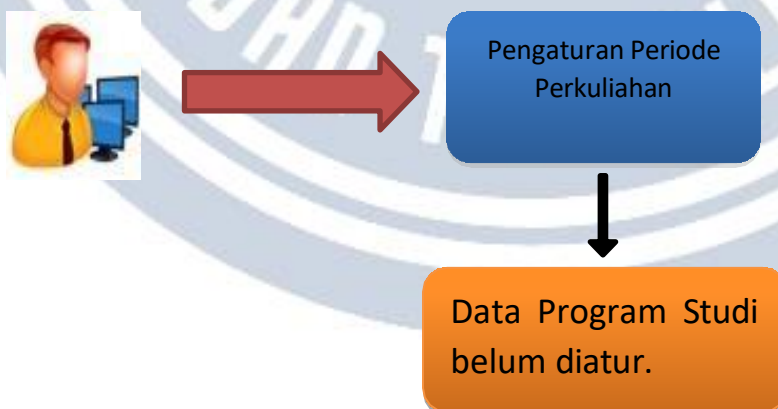 Pengaturan Periode
Perkuliahan
Data Program Studi
belum diatur.